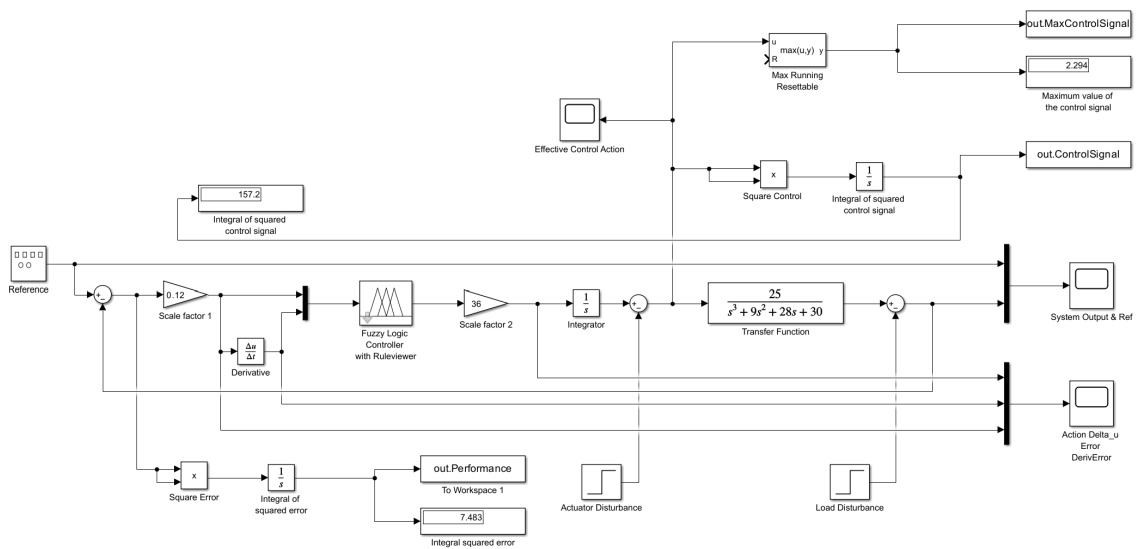 out.MaxControlSignal
u
max(u,y) y
R
Max Running
Resettable
2.294
Maximum value of
the control signal
Effective Control Action
out.ControlSignal
x
Square Control
1
s
Integral of squared
control signal
157.2
Integral of squared
control signal
Reference
+
-
0.12
Scale factor 1
Fuzzy Logic
Controller
with Ruleviewer
36
Scale factor 2
1
s
Integrator
+
-
25
s³ + 9s² + 28s + 30
Transfer Function
+
-
System Output & Ref
Δu
Δt
Derivative
Action Delta_u
Error
DerivError
x
Square Error
1
s
Integral of
squared error
out.Performance
To Workspace 1
7.483
Integral squared error
Actuator Disturbance
Load Disturbance